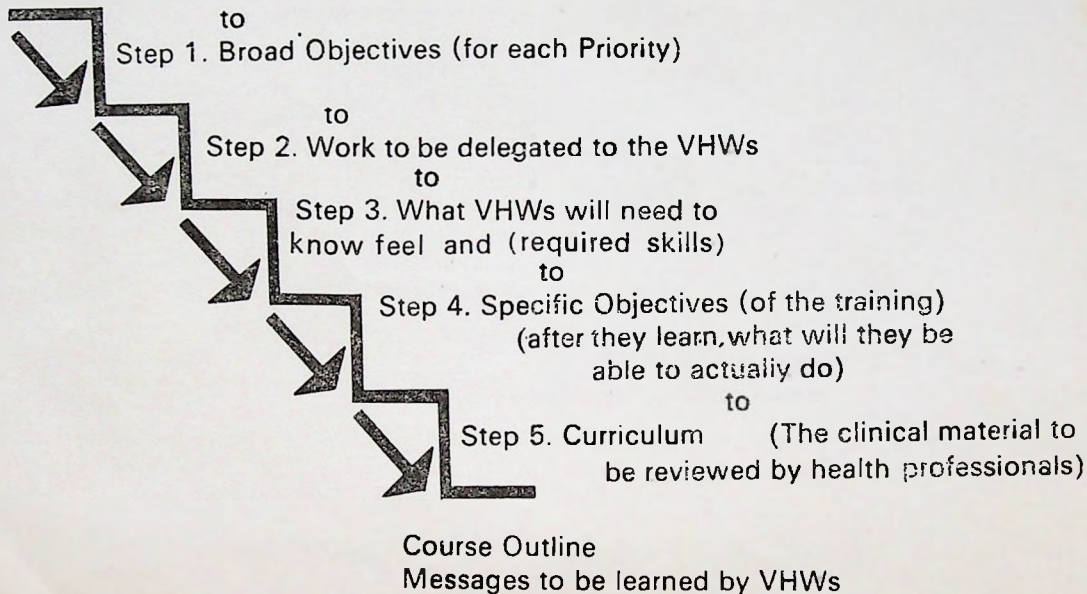 to
Step 1. Broad Objectives (for each Priority)
to
Step 2. Work to be delegated to the VHWs
to
Step 3. What VHWs will need to
know feel and (required skills)
to
Step 4. Specific Objectives (of the training)
(after they learn, what will they be
able to actually do)
to
Step 5. Curriculum (The clinical material to
be reviewed by health professionals)
Course Outline
Messages to be learned by VHWs